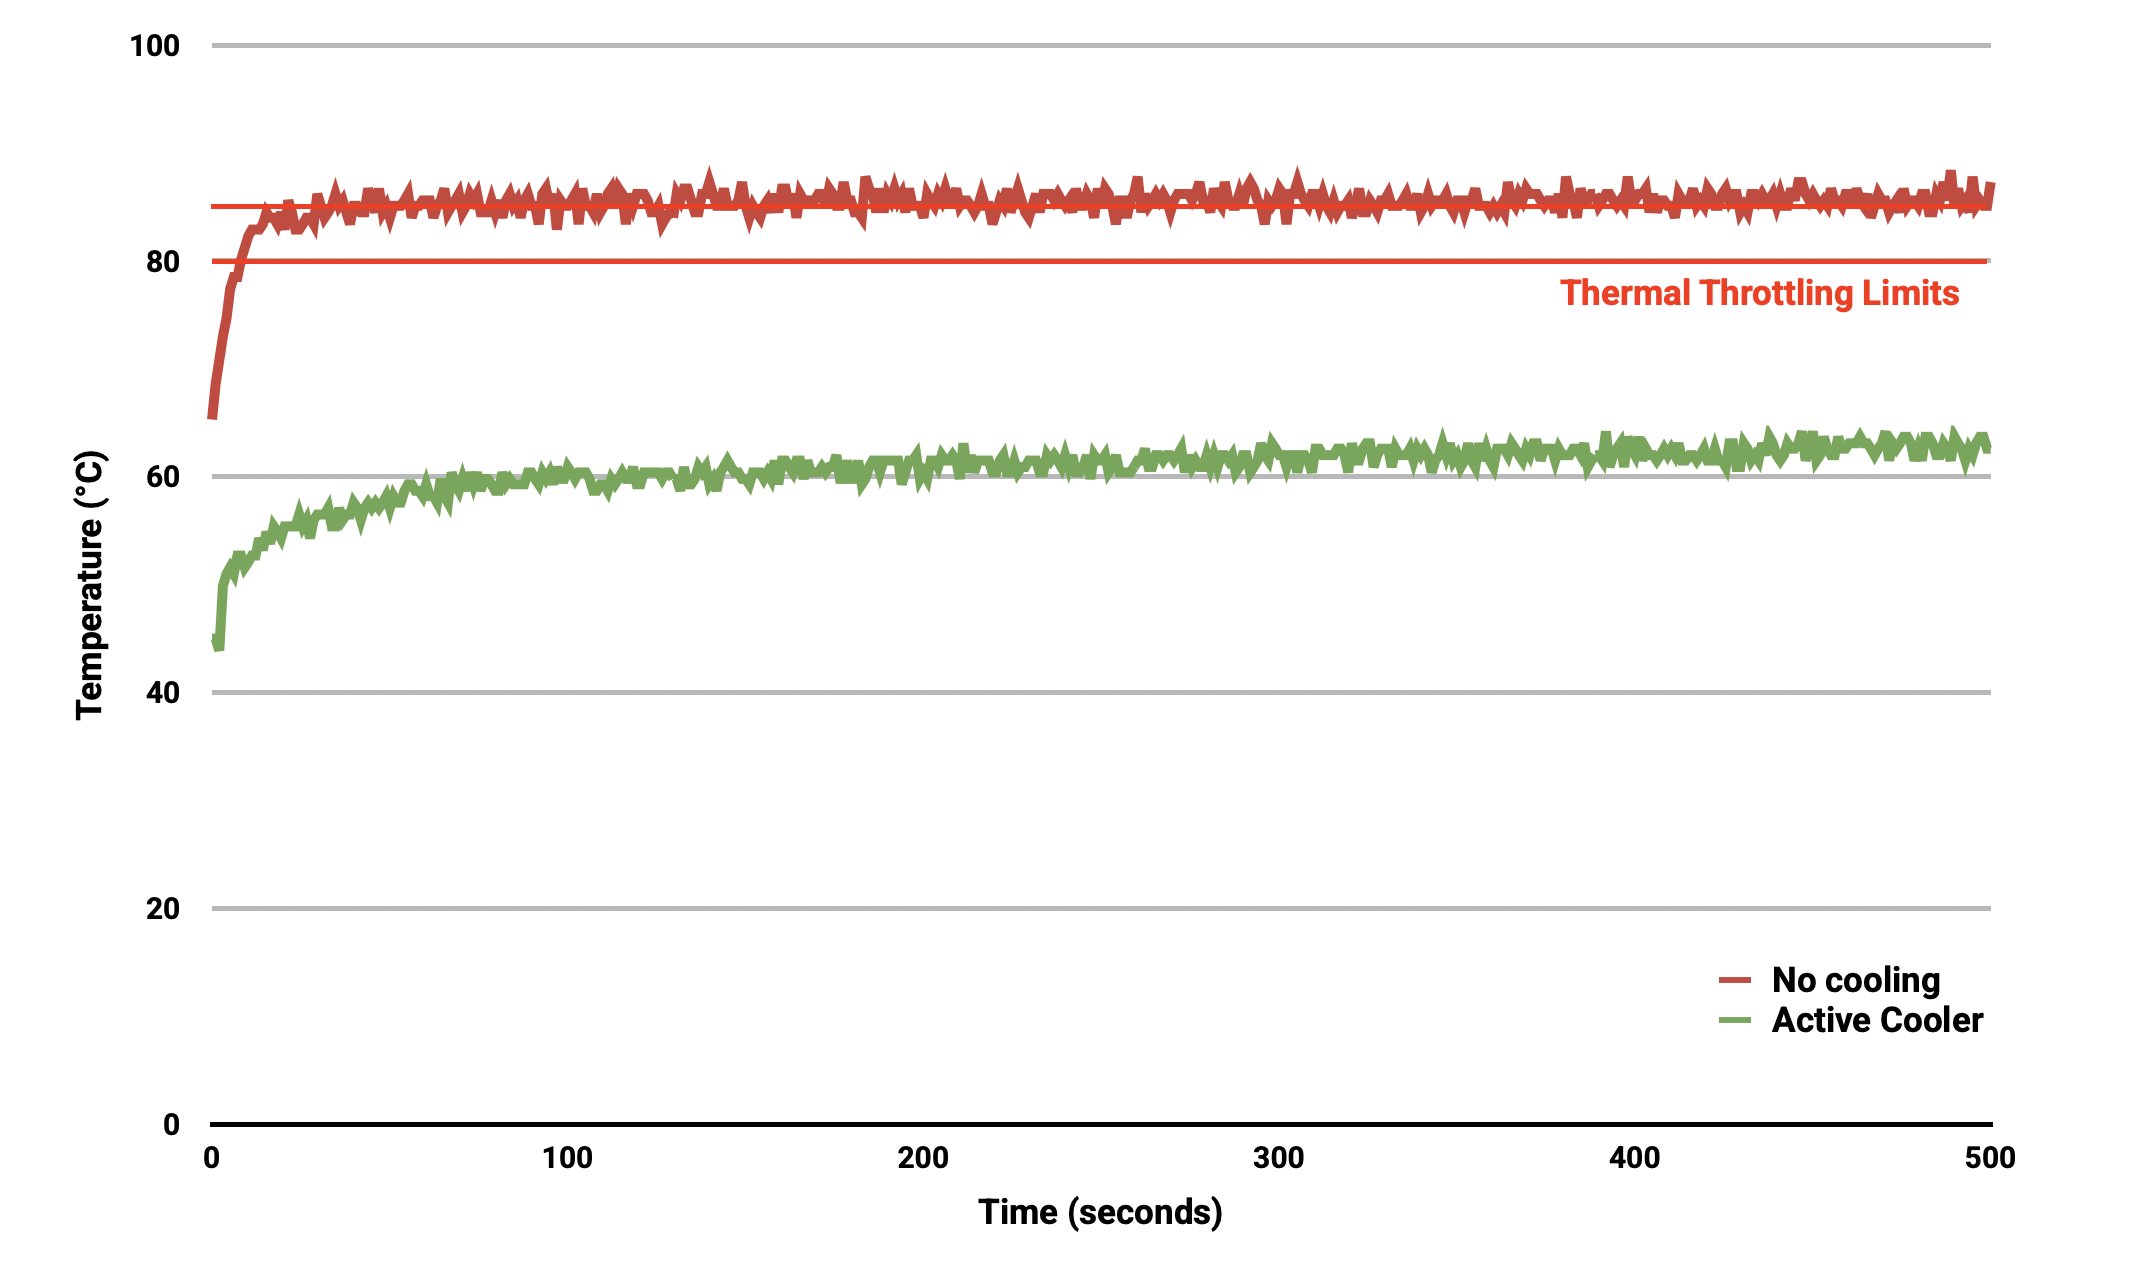 100
80
Thermal Throttling Limits
60
Temperature (°C)
40
20
No cooling
Active Cooler
0
0 100 200 300 400 500
Time (seconds)